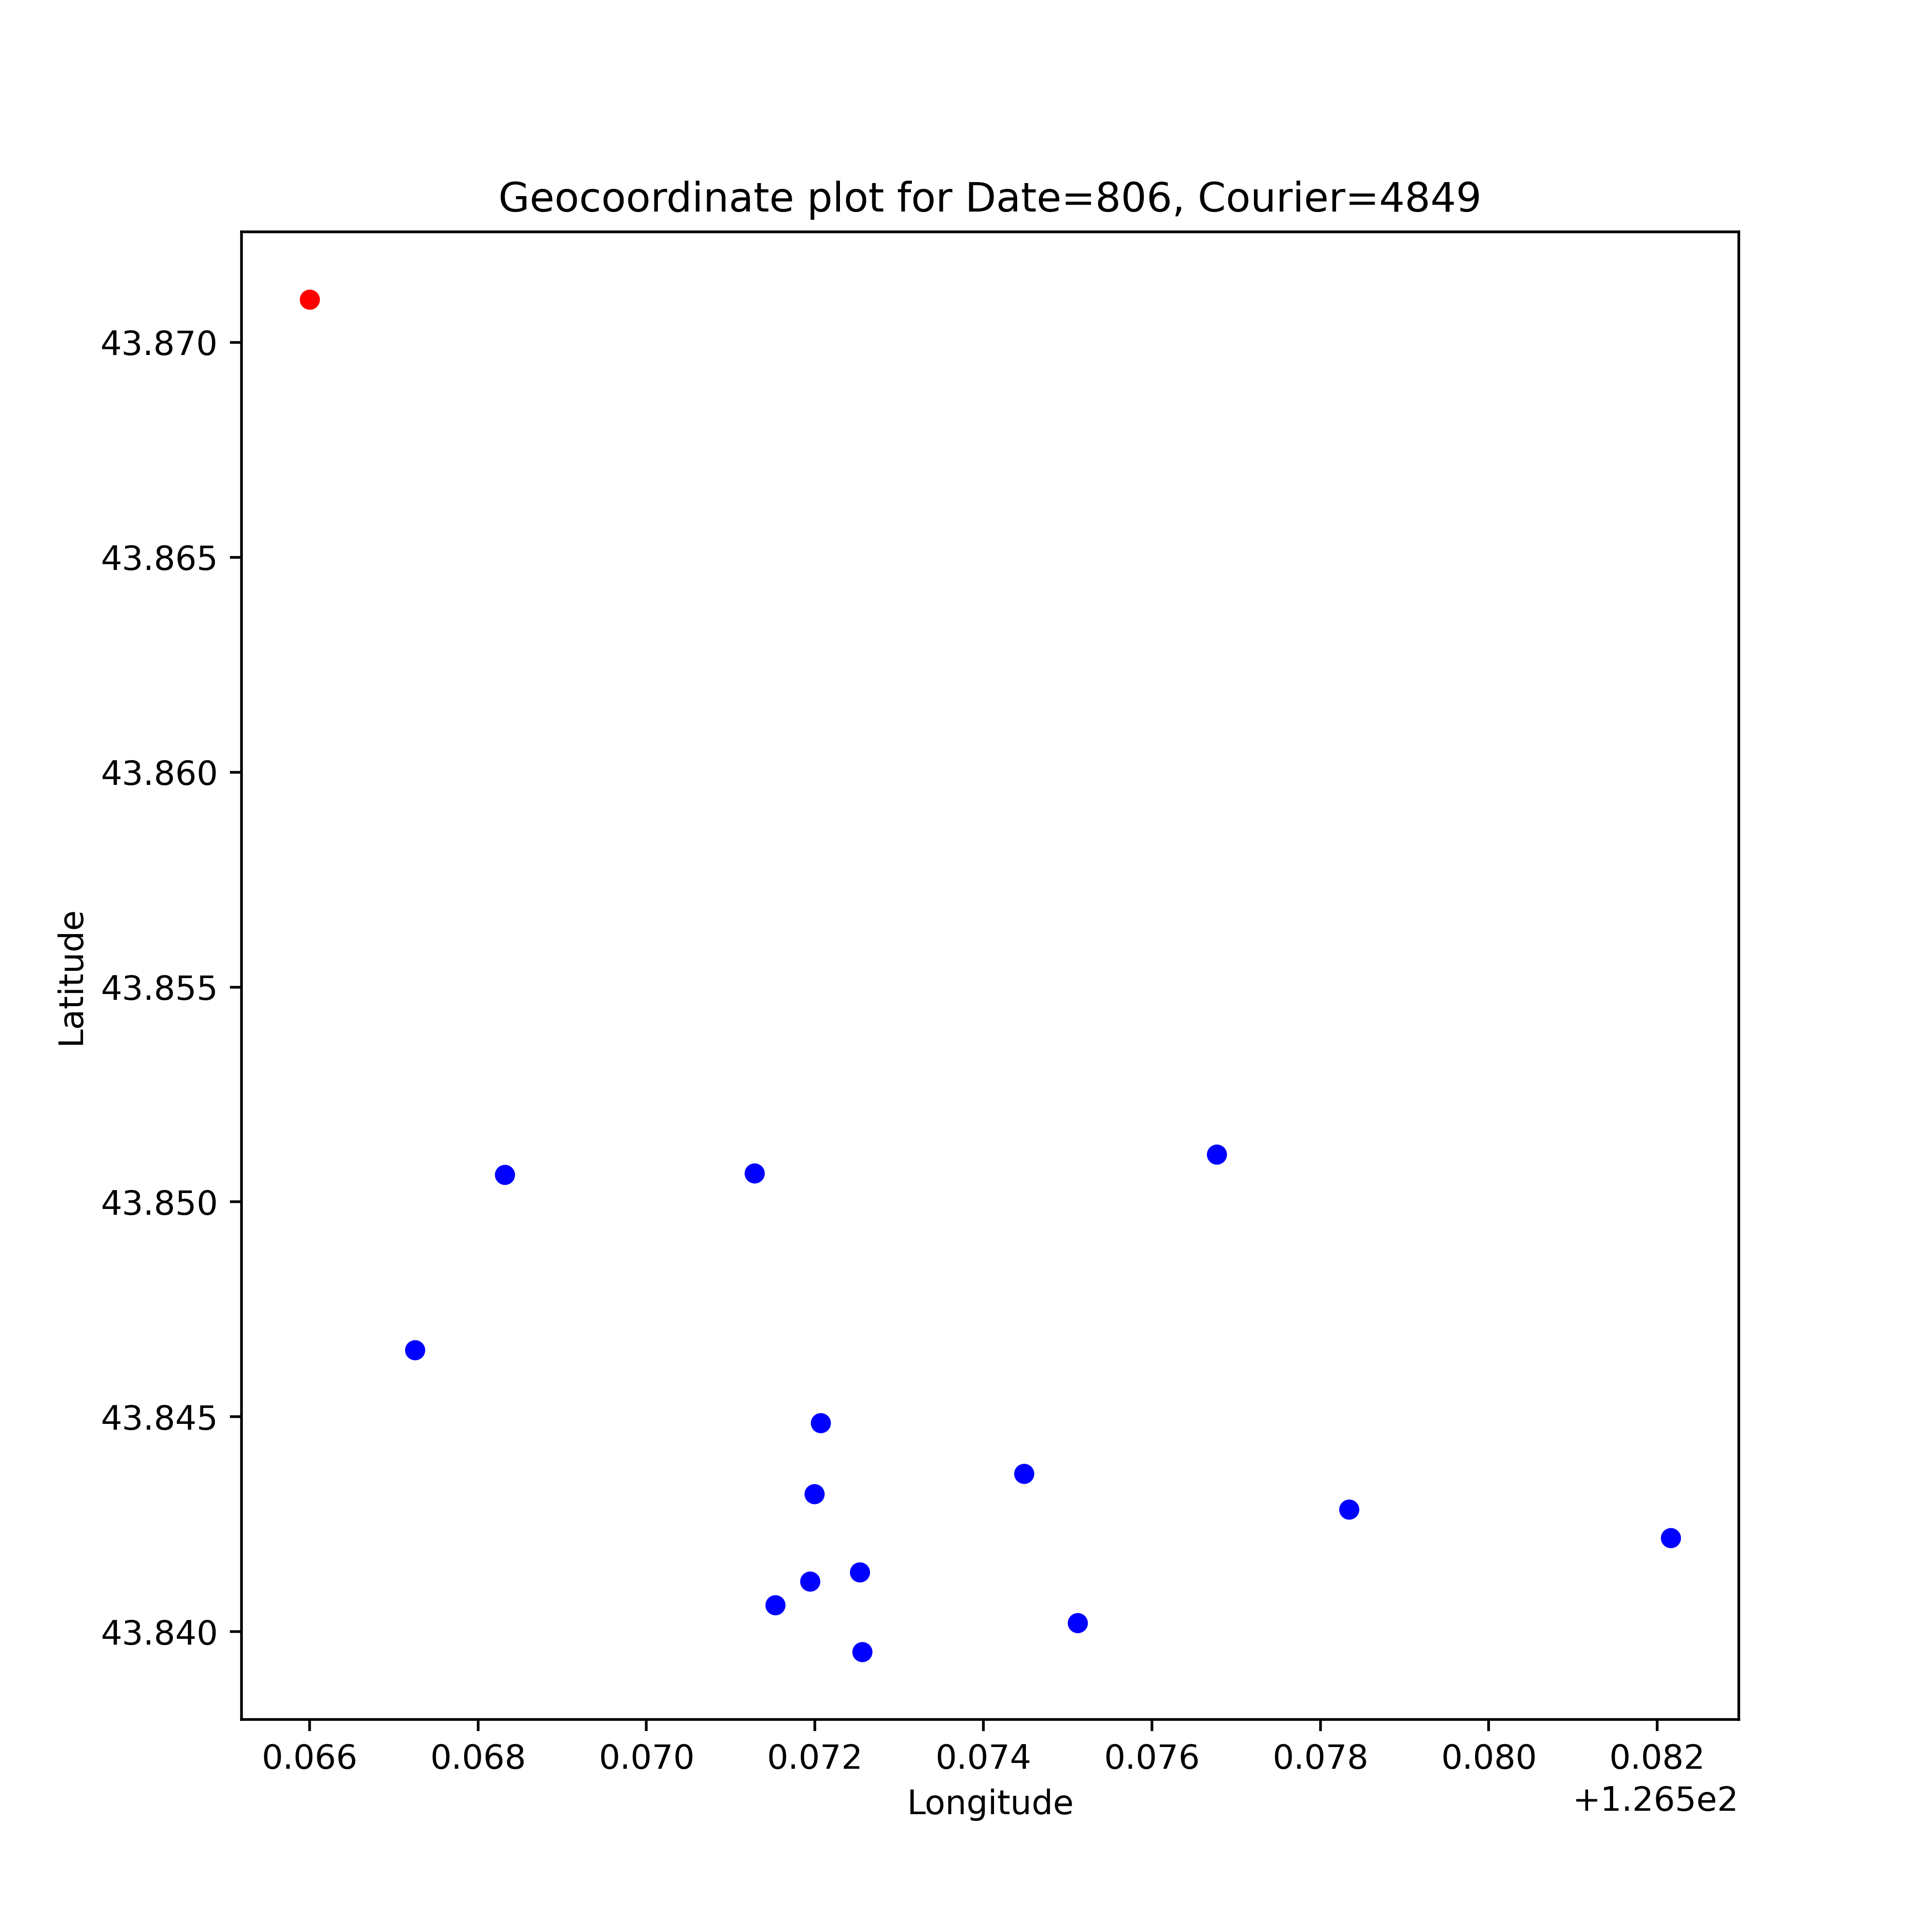 Geocoordinate plot for Date=806, Courier=4849
43.870
43.865
43.860
43.855
43.850
43.845
43.840
Latitude
0.066 0.068 0.070 0.072 0.074 0.076 0.078 0.080 0.082
+1.265e2
Longitude